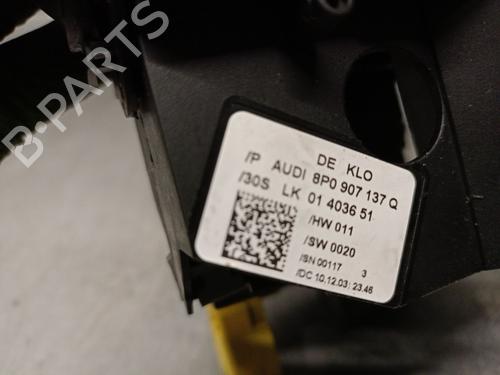 DE KLO
/P AUDI 8P0 907 137 Q
/30S LK 01 4036 51
/HW 011
/SW 0020
/SN 00117 3
/DC 10.12.03 / 23.46
B-PARTS